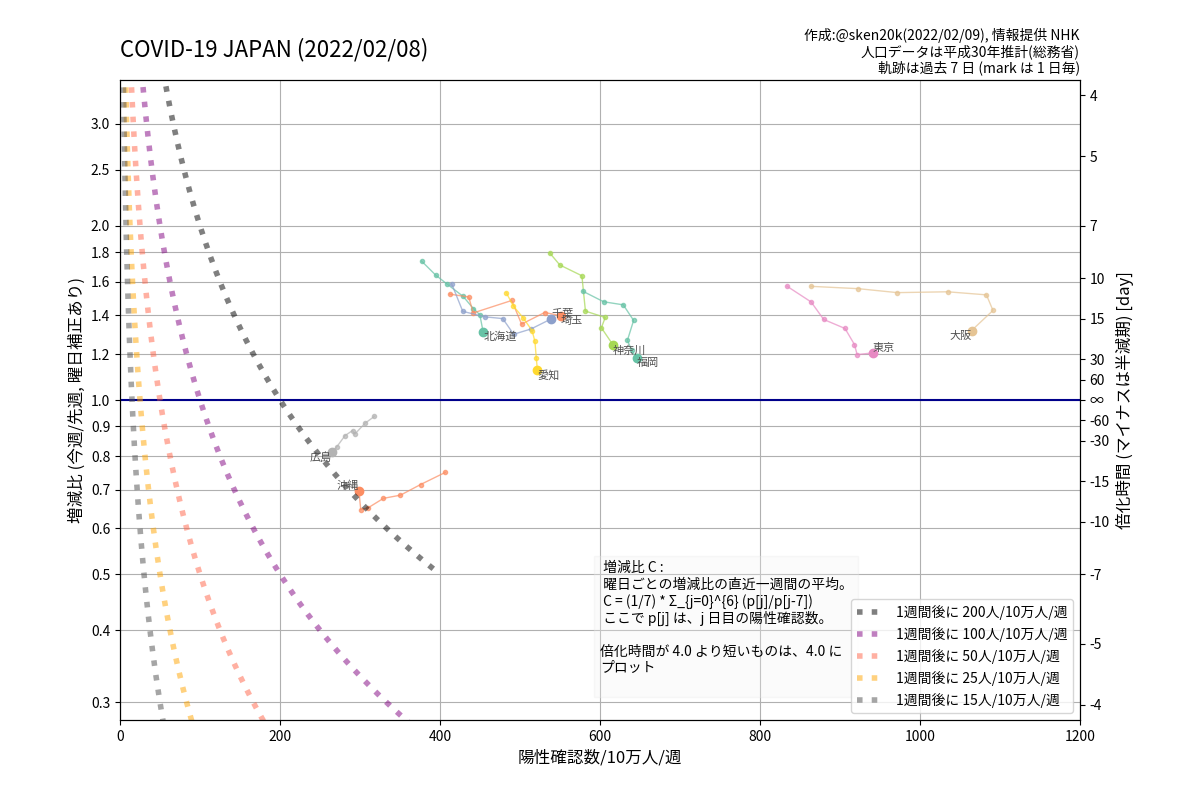 COVID-19 JAPAN (2022/02/08)
作成:@sken20k(2022/02/09), 情報提供 NHK
人口データは平成30年推計(総務省)
軌跡は過去 7 日 (mark は 1 日毎)
増減比 (今週/先週, 曜日補正あり)
3.0
2.5
2.0
1.8
1.6
1.4
1.2
1.0
0.9
0.8
0.7
0.6
0.5
0.4
0.3
4
5
7
10
15
30
60
∞
-60
-30
-15
-10
-7
-5
-4
倍化時間 (マイナスは半減期) [day]
千葉
埼玉
北海道
大阪
神奈川
東京
福岡
愛知
広島
沖縄
増減比 C :
曜日ごとの増減比の直近一週間の平均。
C = (1/7) * Σ_{j=0}^{6} (p[j]/p[j-7])
ここで p[j] は、j 日目の陽性確認数。
倍化時間が 4.0 より短いものは、4.0 に
プロット
1週間後に 200人/10万人/週
1週間後に 100人/10万人/週
1週間後に 50人/10万人/週
1週間後に 25人/10万人/週
1週間後に 15人/10万人/週
0
200
400
600
800
1000
1200
陽性確認数/10万人/週